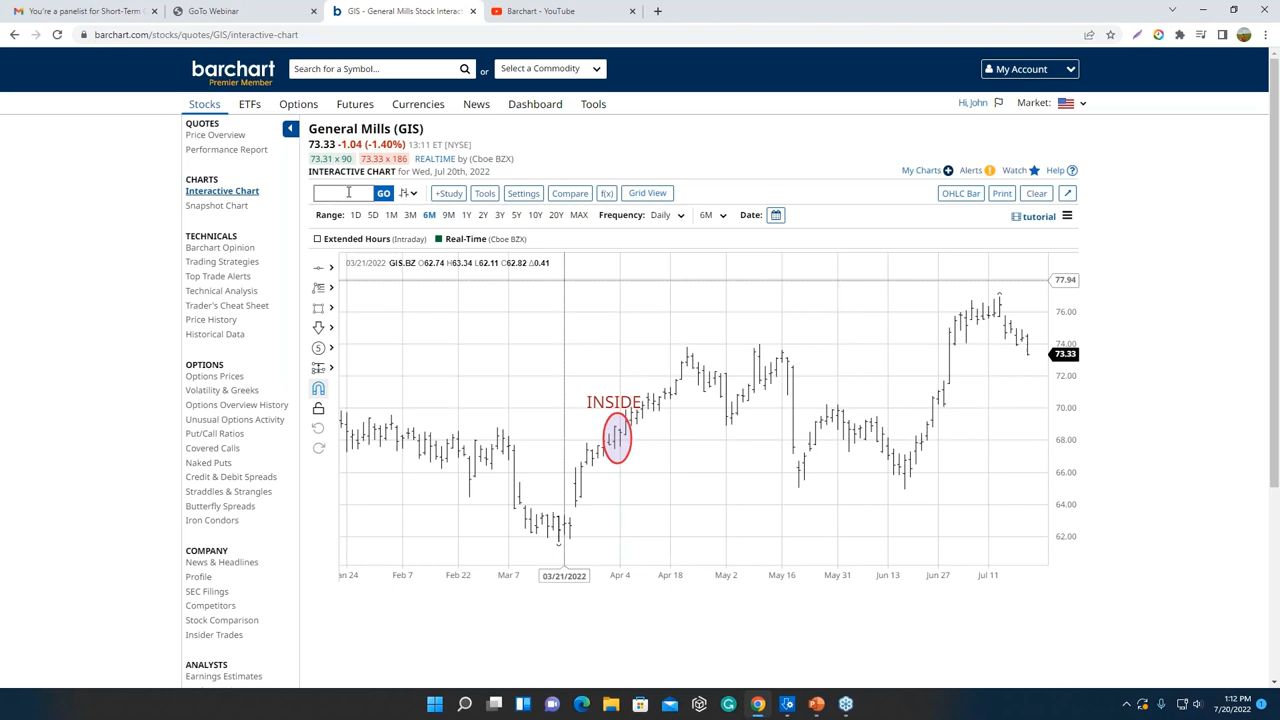 You're a panelist for Short-Term
GoTo Webinar
GIS - General Mills Stock Interac
Barchart - YouTube
barchart.com/stocks/quotes/GIS/interactive-chart
barchart
Premier Member
Search for a Symbol...
or
Select a Commodity
My Account
Stocks
ETFs
Options
Futures
Currencies
News
Dashboard
Tools
Hi, John
Market:
QUOTES
Price Overview
Performance Report
CHARTS
Interactive Chart
Snapshot Chart
TECHNICALS
Barchart Opinion
Trading Strategies
Top Trade Alerts
Technical Analysis
Trader's Cheat Sheet
Price History
Historical Data
OPTIONS
Options Prices
Volatility & Greeks
Options Overview History
Unusual Options Activity
Put/Call Ratios
Covered Calls
Naked Puts
Credit & Debit Spreads
Straddles & Strangles
Butterfly Spreads
Iron Condors
COMPANY
News & Headlines
Profile
SEC Filings
Competitors
Stock Comparison
Insider Trades
ANALYSTS
Earnings Estimates
General Mills (GIS)
73.33 -1.04 (-1.40%) 13:11 ET [NYSE]
73.31 x 90 73.33 x 186 REALTIME by (Cboe BZX)
INTERACTIVE CHART for Wed, Jul 20th, 2022
My Charts
Alerts
Watch
Help
GO
+Study
Tools
Settings
Compare
f(x)
Grid View
OHLC Bar
Print
Clear
Range: 1D 5D 1M 3M 6M 9M 1Y 2Y 3Y 5Y 10Y 20Y MAX Frequency: Daily 6M Date:
tutorial
Extended Hours (Intraday) Real-Time (Cboe BZX)
03/21/2022 GIS.BZ O62.74 H63.34 L62.11 C62.82 Δ0.41
INSIDE
5
77.94
76.00
74.00
73.33
72.00
70.00
68.00
66.00
64.00
62.00
an 24 Feb 7 Feb 22 Mar 7 03/21/2022 Apr 4 Apr 18 May 2 May 16 May 31 Jun 13 Jun 27 Jul 11
1:12 PM
7/20/2022